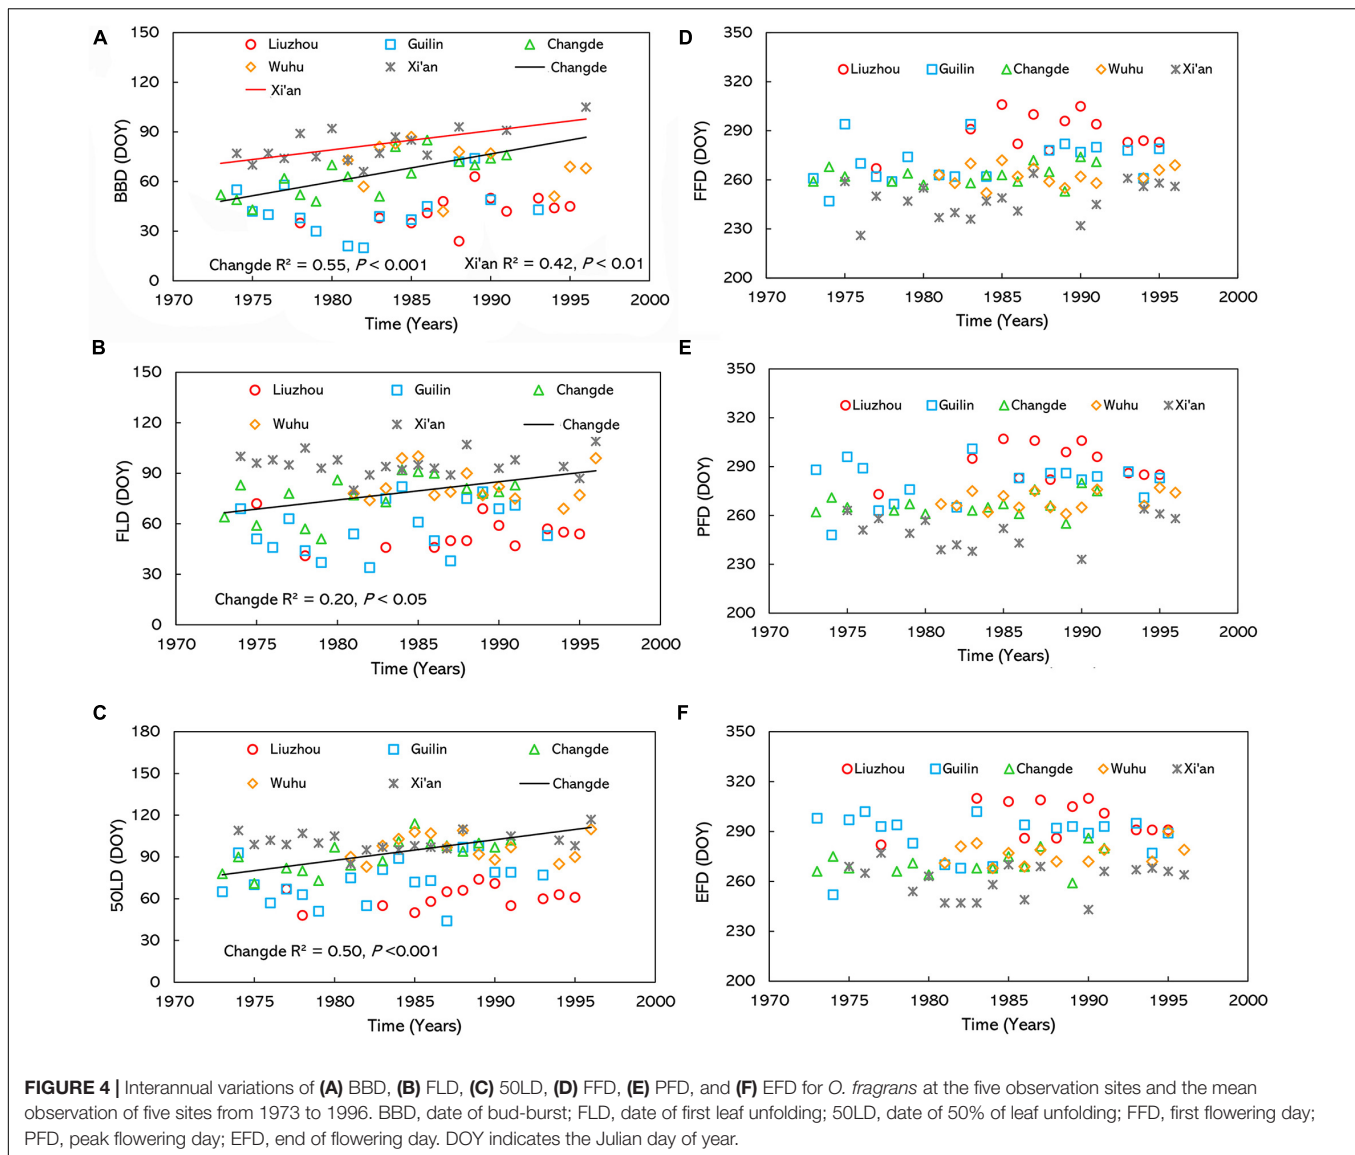 A
BBD (DOY)
150
120
90
60
30
0
Liuzhou Guilin Changde
Wuhu Xi'an Changde
Xi'an
Changde R² = 0.55, P < 0.001 Xi'an R² = 0.42, P < 0.01
1970 1975 1980 1985 1990 1995 2000
Time (Years)
B
FLD (DOY)
150
120
90
60
30
0
Liuzhou Guilin Changde
Wuhu Xi'an Changde
Changde R² = 0.20, P < 0.05
1970 1975 1980 1985 1990 1995 2000
Time (Years)
C
50LD (DOY)
180
150
120
90
60
30
0
Liuzhou Guilin Changde
Wuhu Xi'an Changde
Changde R² = 0.50, P <0.001
1970 1975 1980 1985 1990 1995 2000
Time (Years)
D
FFD (DOY)
350
320
290
260
230
200
Liuzhou Guilin Changde Wuhu Xi'an
1970 1975 1980 1985 1990 1995 2000
Time (Years)
E
PFD (DOY)
350
320
290
260
230
200
Liuzhou Guilin Changde Wuhu Xi'an
1970 1975 1980 1985 1990 1995 2000
Time (Years)
F
EFD (DOY)
350
320
290
260
230
200
Liuzhou Guilin Changde Wuhu Xi'an
1970 1975 1980 1985 1990 1995 2000
Time (Years)
FIGURE 4 | Interannual variations of (A) BBD, (B) FLD, (C) 50LD, (D) FFD, (E) PFD, and (F) EFD for O. fragrans at the five observation sites and the mean
observation of five sites from 1973 to 1996. BBD, date of bud-burst; FLD, date of first leaf unfolding; 50LD, date of 50% of leaf unfolding; FFD, first flowering day;
PFD, peak flowering day; EFD, end of flowering day. DOY indicates the Julian day of year.